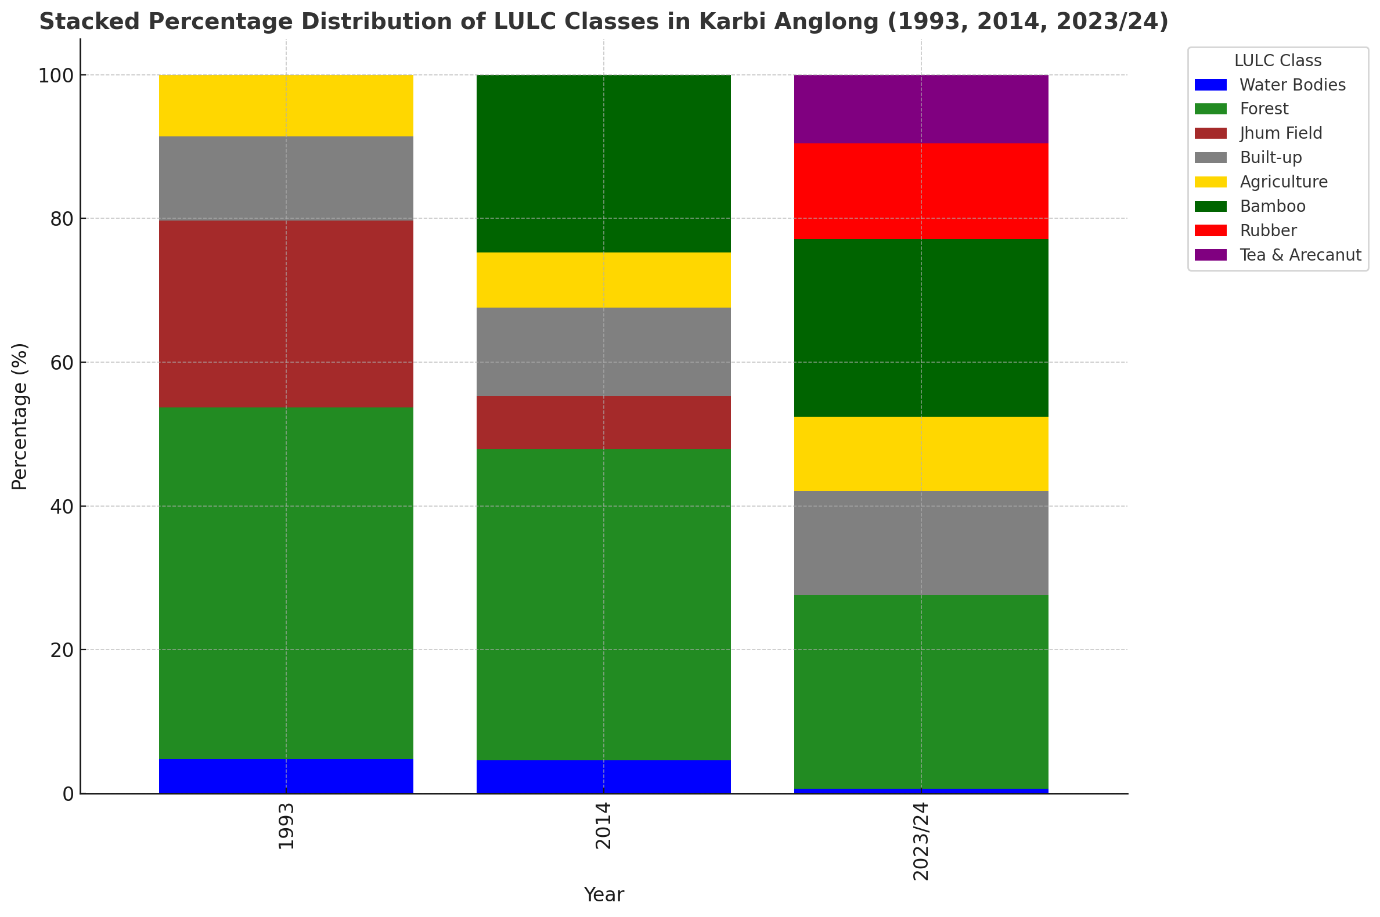 Stacked Percentage Distribution of LULC Classes in Karbi Anglong (1993, 2014, 2023/24)
LULC Class
Water Bodies
Forest
Jhum Field
Built-up
Agriculture
Bamboo
Rubber
Tea & Arecanut
Percentage (%)
100
80
60
40
20
0
1993
2014
2023/24
Year